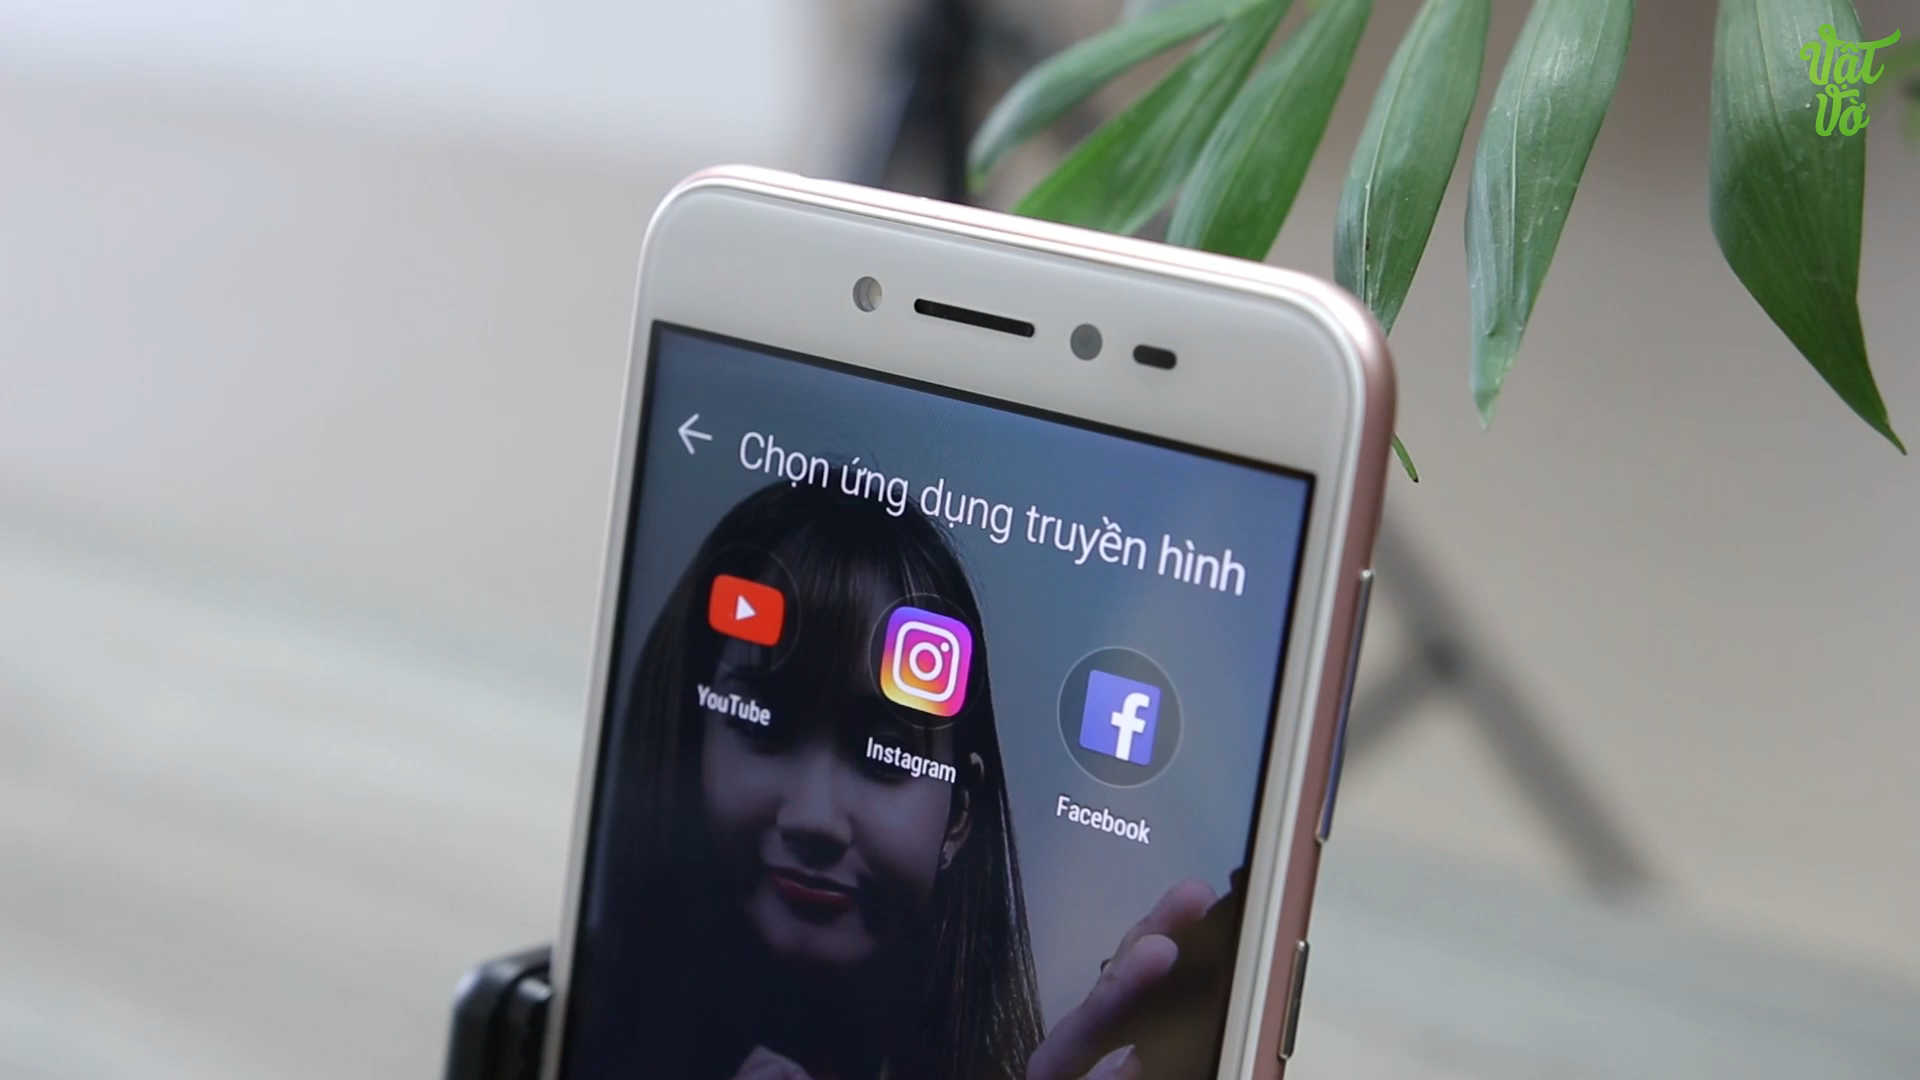 Vật
Vờ
Chọn ứng dụng truyền hình
YouTube
Instagram
Facebook